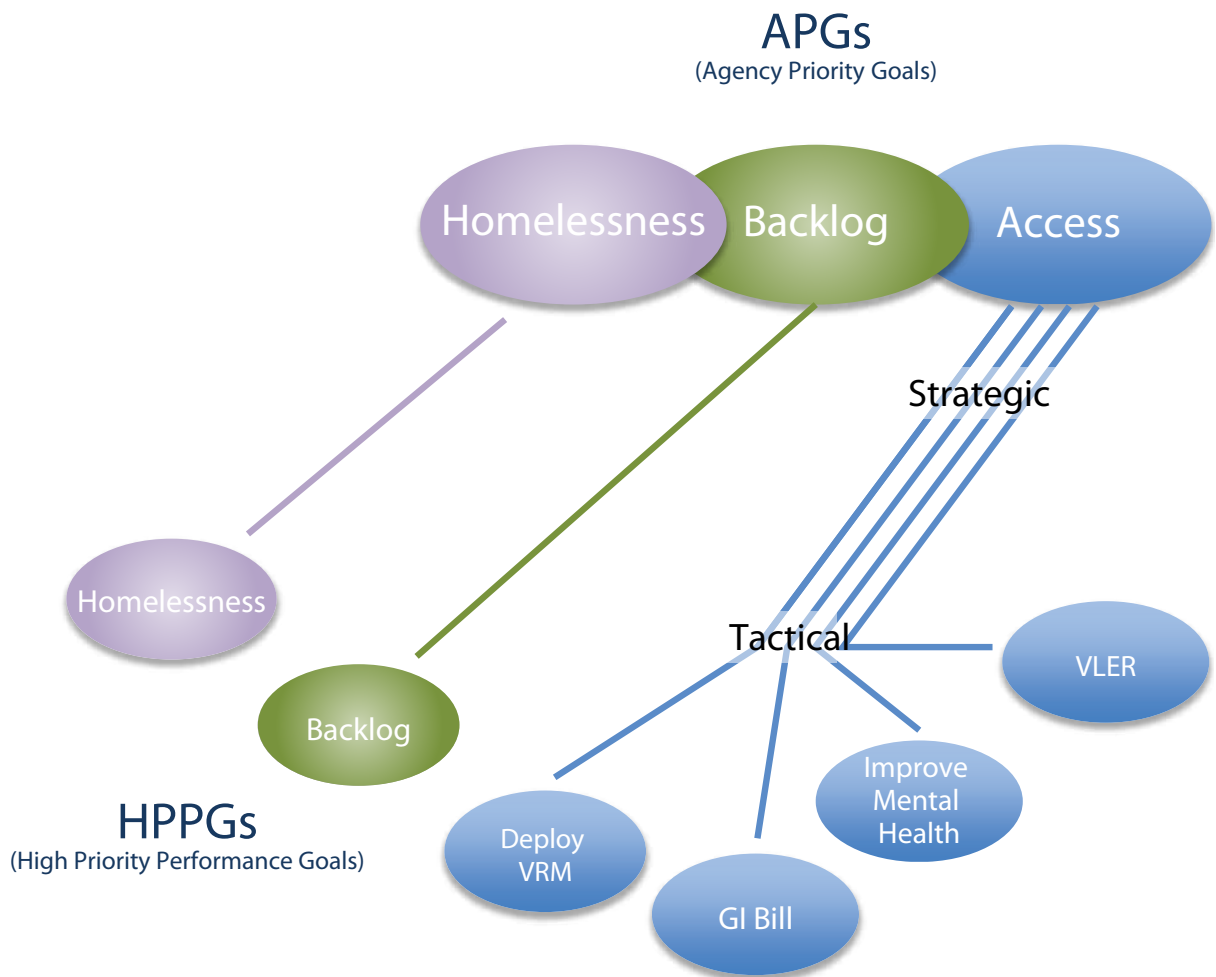 APGs
(Agency Priority Goals)
Homelessness
Backlog
Access
Strategic
Tactical
Homelessness
VLER
Backlog
Improve
Mental
Health
HPPGs
(High Priority Performance Goals)
Deploy
VRM
GI Bill